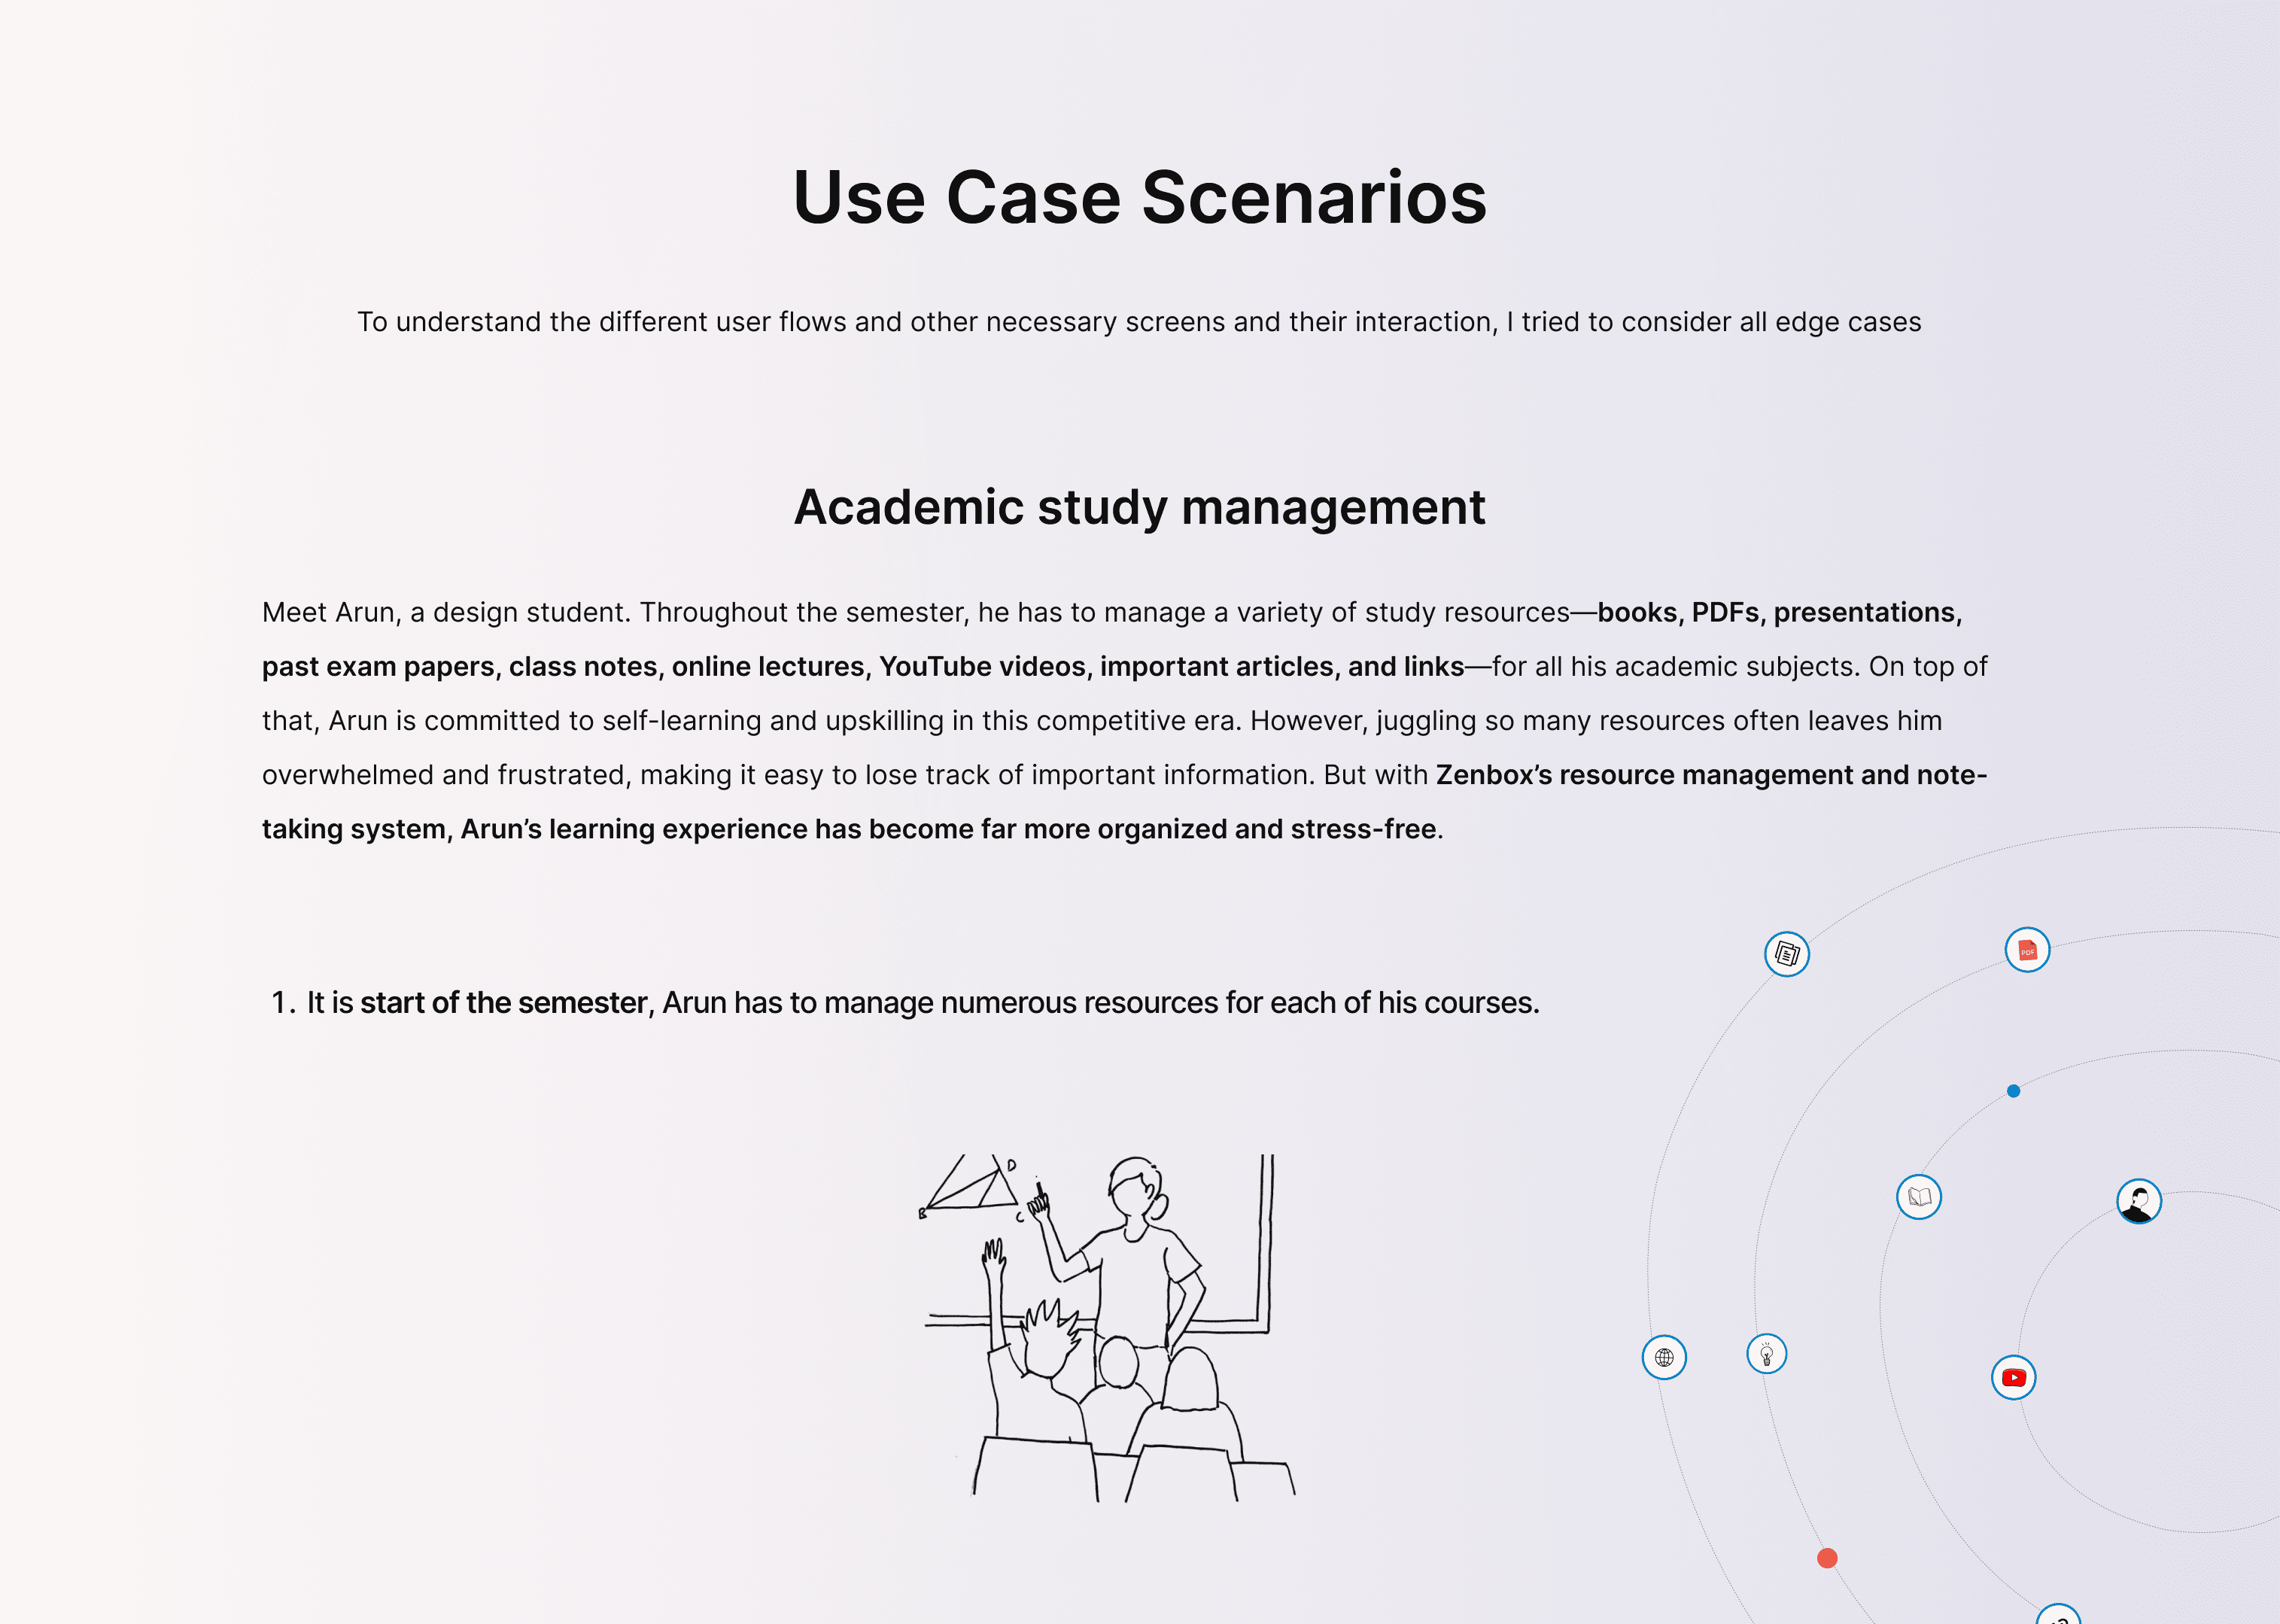 Use Case Scenarios
To understand the different user flows and other necessary screens and their interaction, I tried to consider all edge cases
Academic study management
Meet Arun, a design student. Throughout the semester, he has to manage a variety of study resources—books, PDFs, presentations,
past exam papers, class notes, online lectures, YouTube videos, important articles, and links—for all his academic subjects. On top of
that, Arun is committed to self-learning and upskilling in this competitive era. However, juggling so many resources often leaves him
overwhelmed and frustrated, making it easy to lose track of important information. But with Zenbox’s resource management and note-
taking system, Arun’s learning experience has become far more organized and stress-free.
PDF
1. It is start of the semester, Arun has to manage numerous resources for each of his courses.
D
B
C